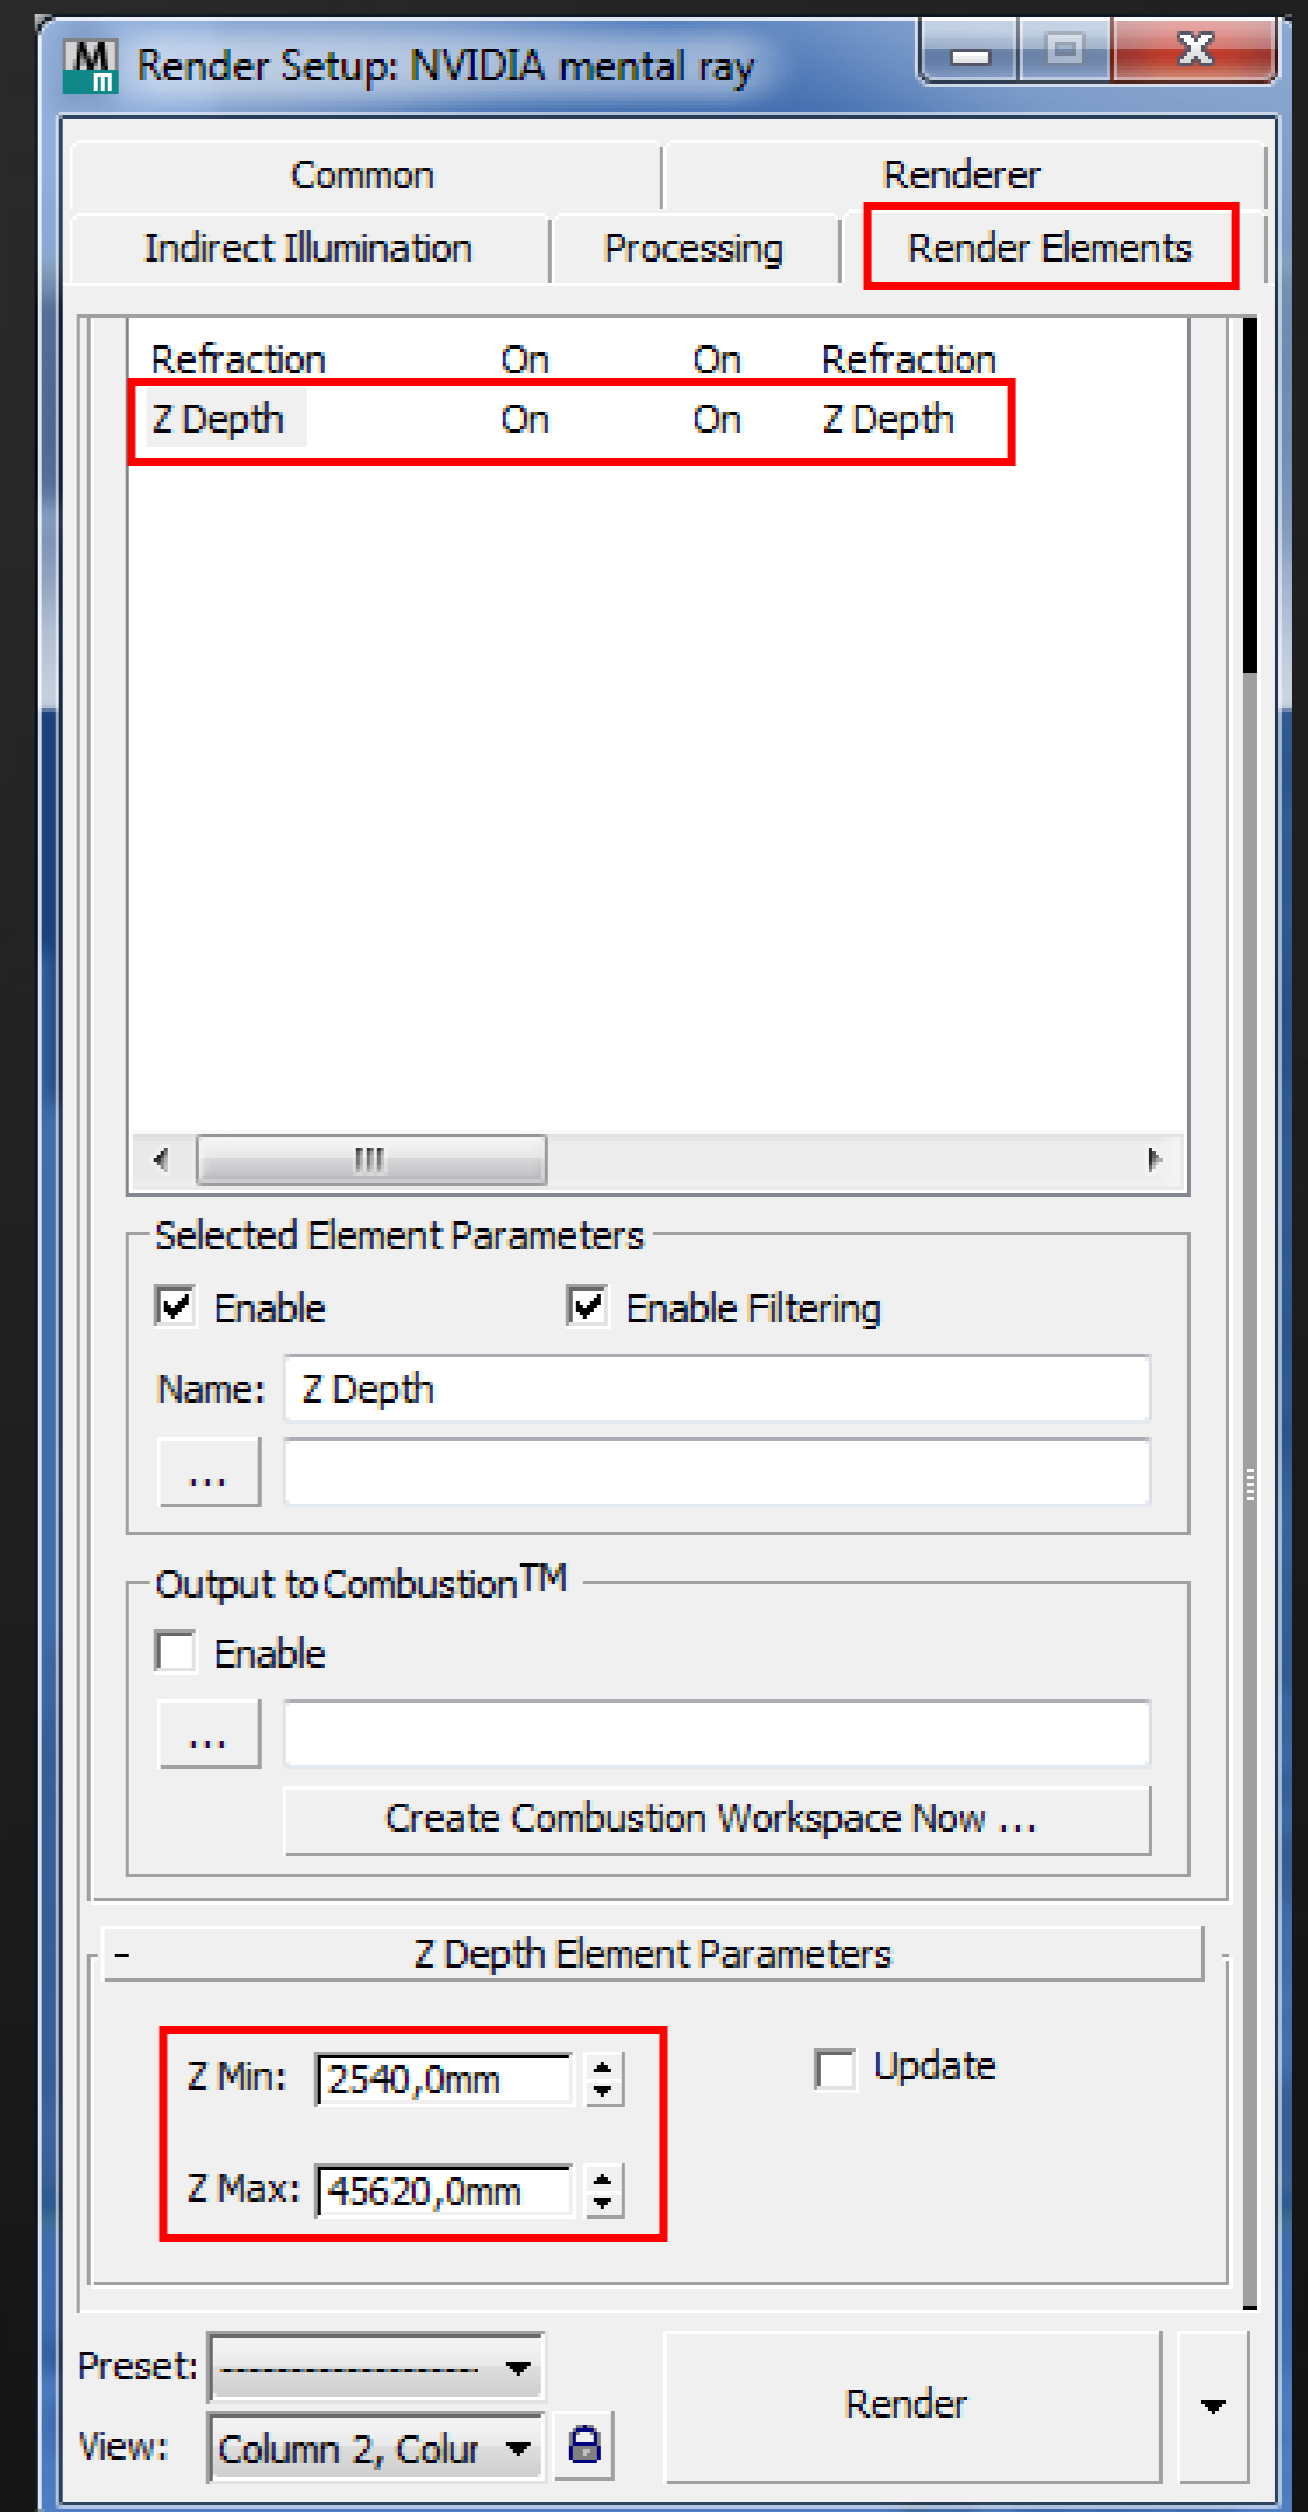 Render Setup: NVIDIA mental ray
Common Renderer
Indirect Illumination Processing Render Elements
Refraction On On Refraction
Z Depth On On Z Depth
Selected Element Parameters
Enable Enable Filtering
Name: Z Depth
...
Output to Combustion™
Enable
...
Create Combustion Workspace Now ...
- Z Depth Element Parameters
Z Min: 2540,0mm Update
Z Max: 45620,0mm
Preset: --------------------
Render
View: Column 2, Colur